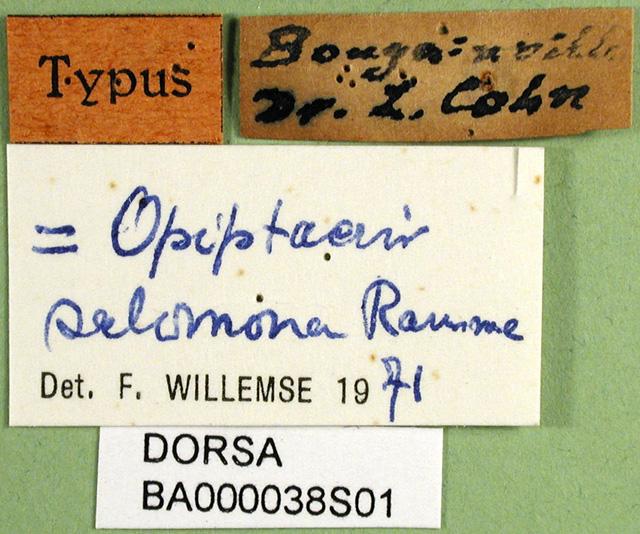 Typus
Bougainville
Dr. L. Cohn
= Opiptacris
salomona Ramme
Det. F. WILLEMSE 1971
DORSA
BA000038S01